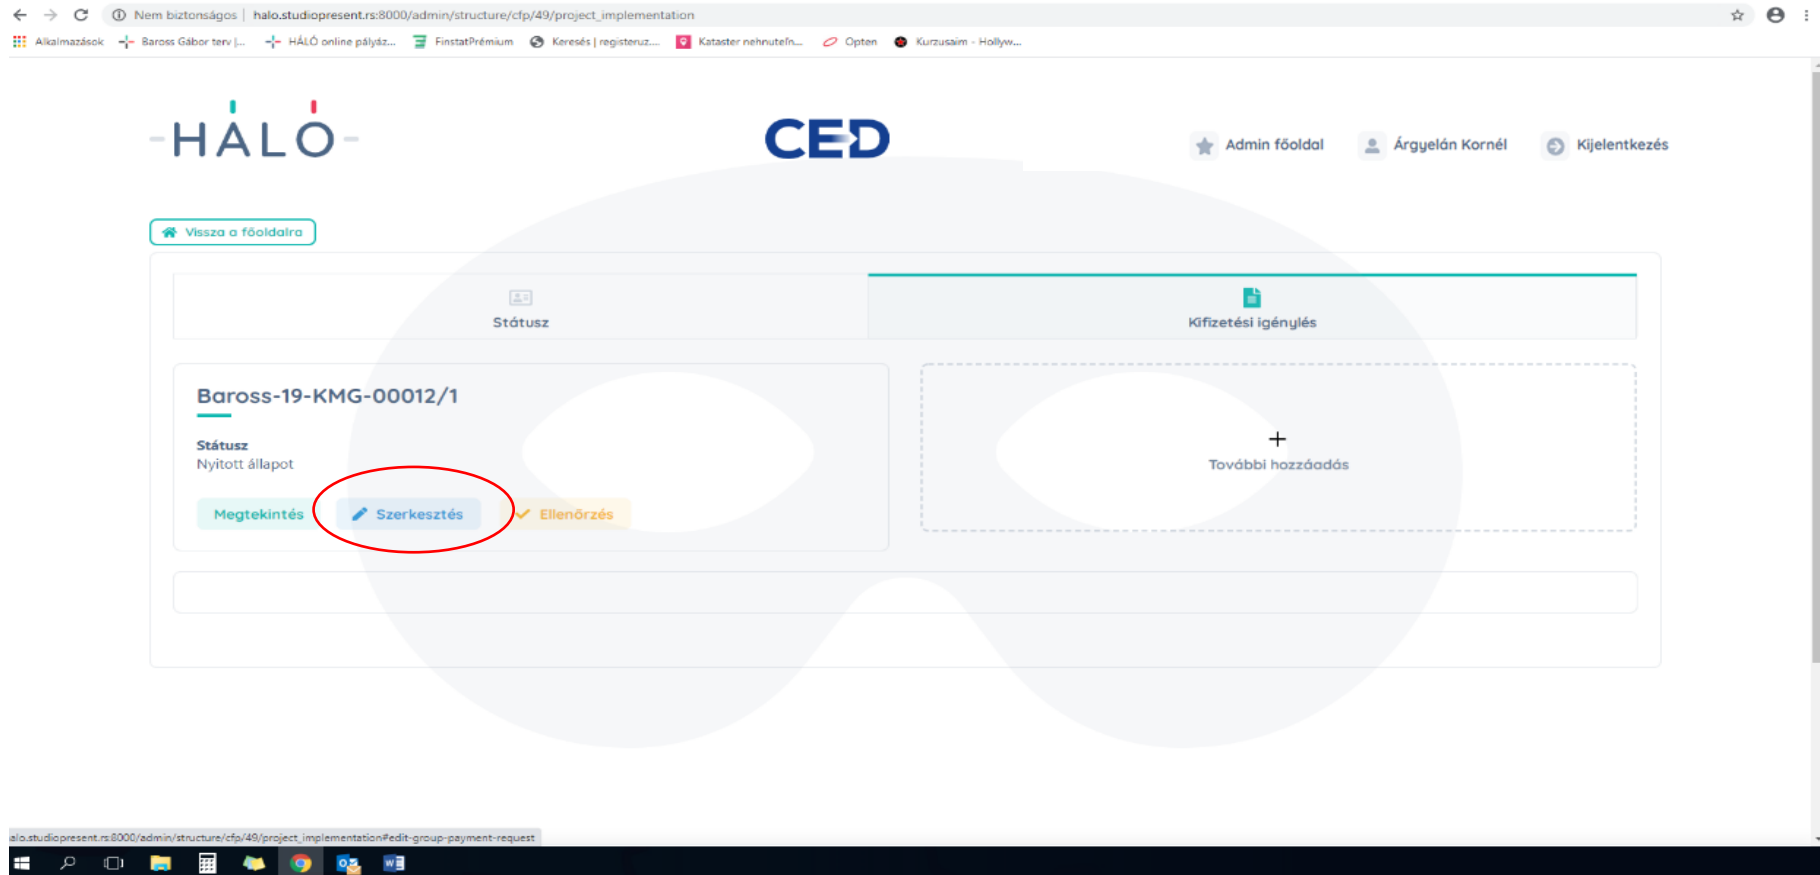 Nem biztonságos | halo.studiopresent.rs:8000/admin/structure/cfp/49/project_implementation
Alkalmazások Baross Gábor terv |... HÁLÓ online pályáz... FinstatPrémium Keresés | registeruz.... Kataster nehnuteľn... Opten Kurzusaim - Hollyw...
-HÁLÓ-
CED
Admin főoldal Árgyelán Kornél Kijelentkezés
Vissza a főoldalra
Státusz
Kifizetési igénylés
Baross-19-KMG-00012/1
Státusz
Nyitott állapot
Megtekintés Szerkesztés Ellenőrzés
+
További hozzáadás
alo.studiopresent.rs:8000/admin/structure/cfp/49/project_implementation#edit-group-payment-request